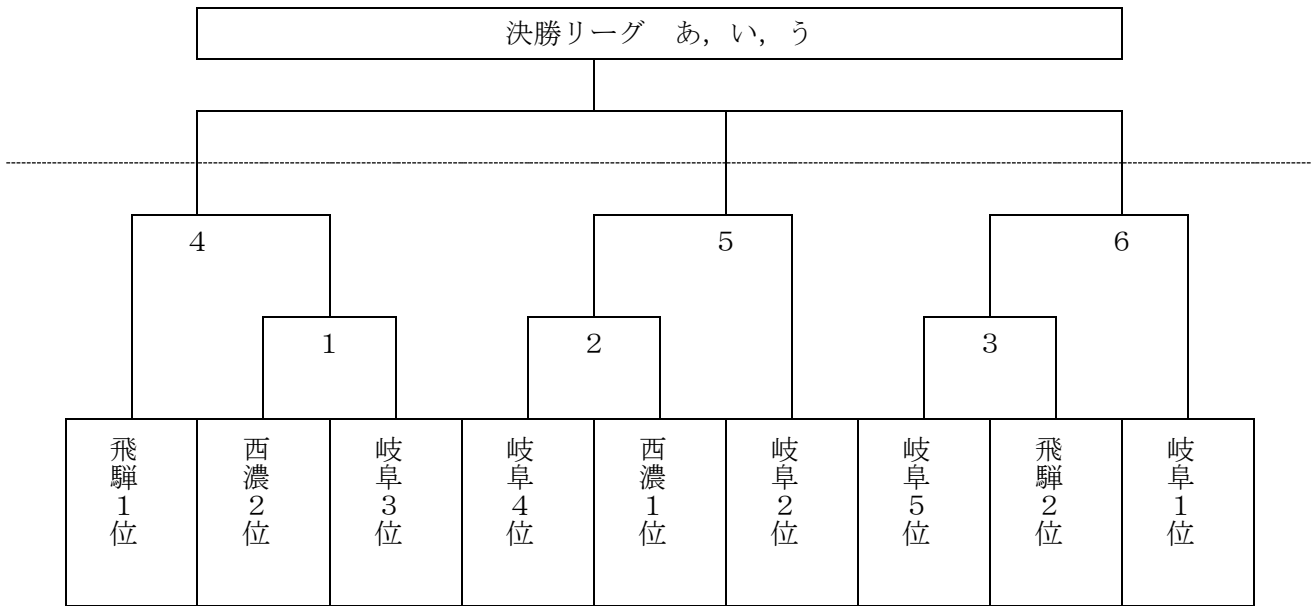 決勝リーグ　あ，い，う
４
５
６
１
２
３
飛騨１位
西濃２位
岐阜３位
岐阜４位
西濃１位
岐阜２位
岐阜５位
飛騨２位
岐阜１位